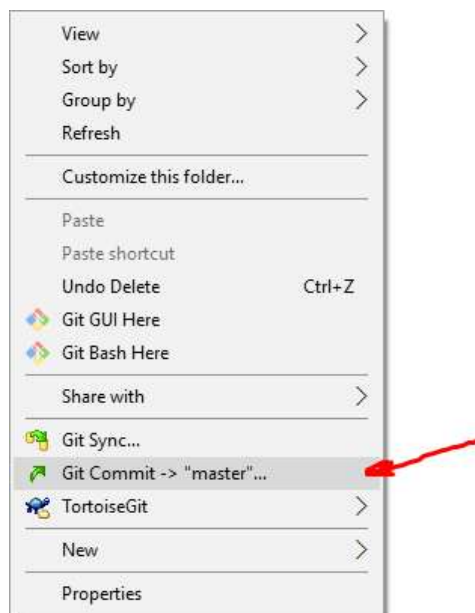 View
Sort by
Group by
Refresh
Customize this folder...
Paste
Paste shortcut
Undo Delete Ctrl+Z
Git GUI Here
Git Bash Here
Share with
Git Sync...
Git Commit -> "master"...
TortoiseGit
New
Properties